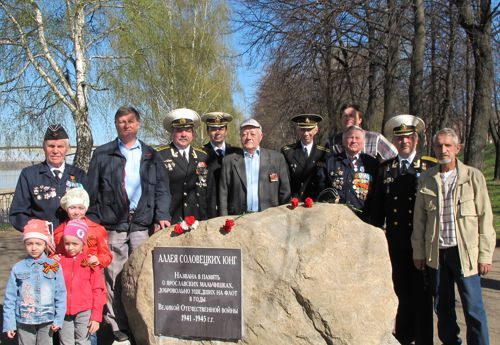 АЛЛЕЯ СОЛОВЕЦКИХ ЮНГ
НАЗВАНА В ПАМЯТЬ
О ЯРОСЛАВСКИХ МАЛЬЧИШКАХ,
ДОБРОВОЛЬНО УШЕДШИХ НА ФЛОТ
В ГОДЫ
ВЕЛИКОЙ ОТЕЧЕСТВЕННОЙ ВОЙНЫ
1941-1945 Г.Г.